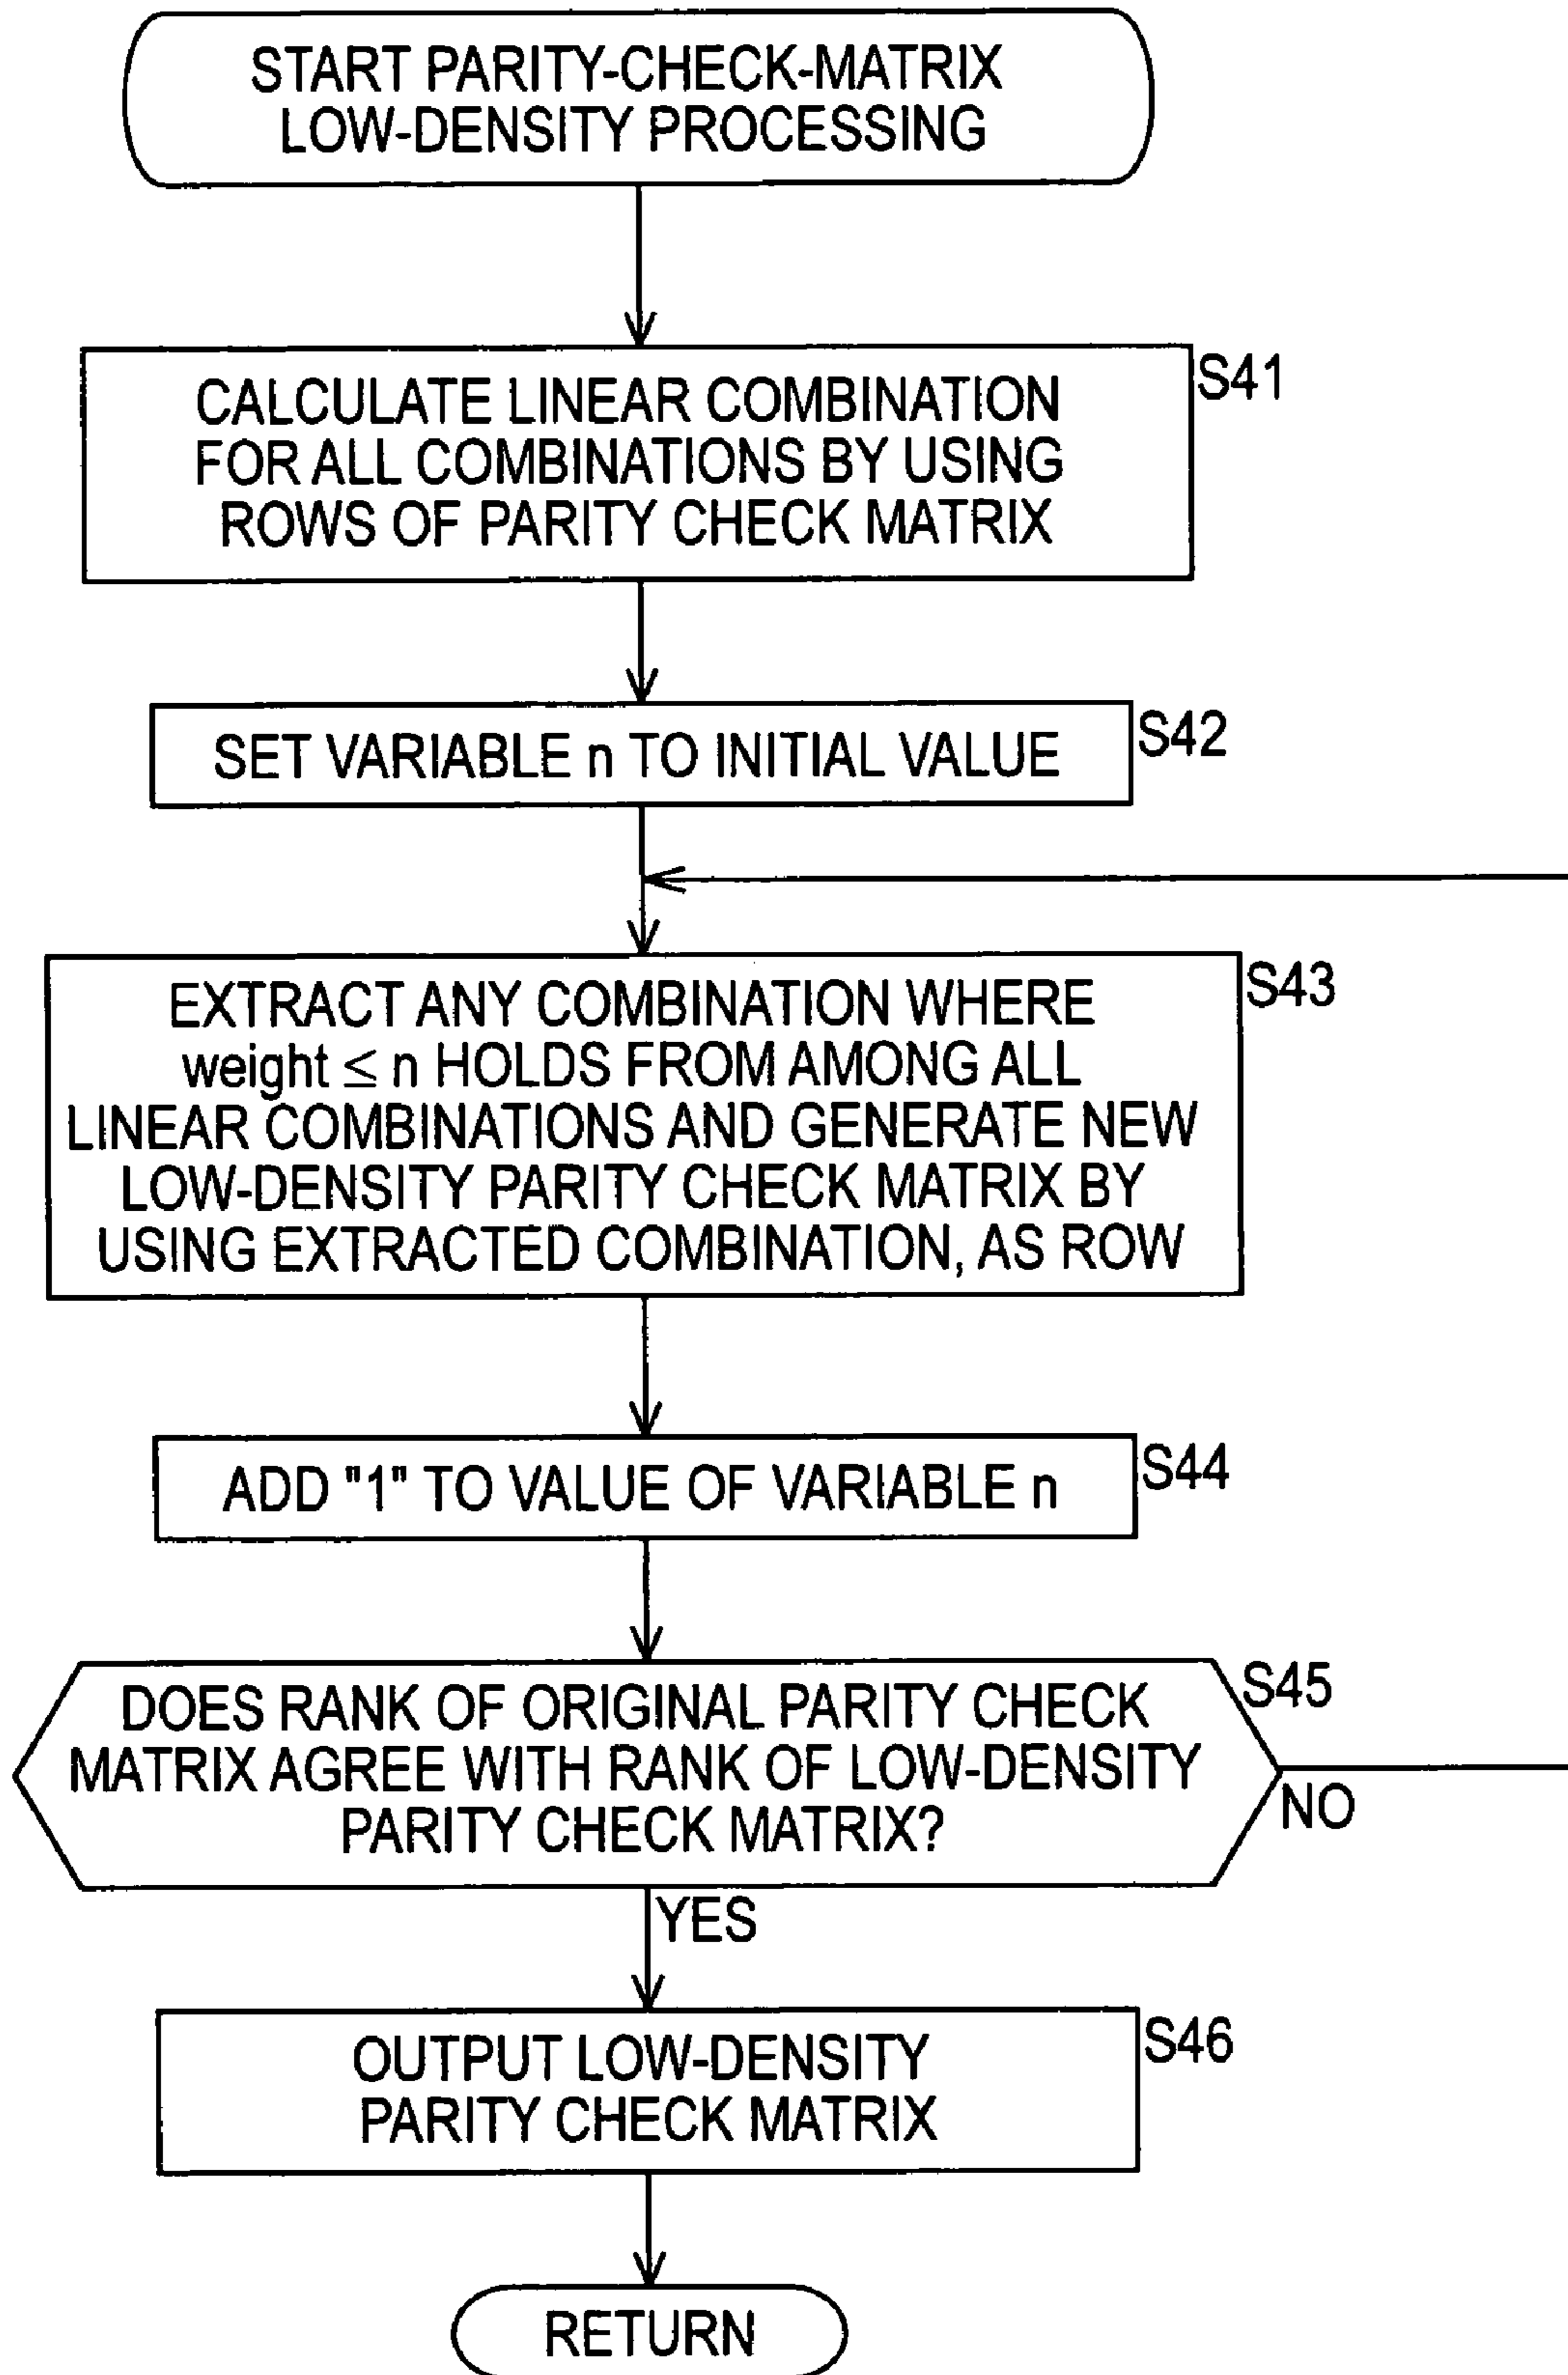 START PARITY-CHECK-MATRIX
LOW-DENSITY PROCESSING
CALCULATE LINEAR COMBINATION
FOR ALL COMBINATIONS BY USING
ROWS OF PARITY CHECK MATRIX
S41
SET VARIABLE n TO INITIAL VALUE
S42
EXTRACT ANY COMBINATION WHERE
weight ≤ n HOLDS FROM AMONG ALL
LINEAR COMBINATIONS AND GENERATE NEW
LOW-DENSITY PARITY CHECK MATRIX BY
USING EXTRACTED COMBINATION, AS ROW
S43
ADD "1" TO VALUE OF VARIABLE n
S44
DOES RANK OF ORIGINAL PARITY CHECK
MATRIX AGREE WITH RANK OF LOW-DENSITY
PARITY CHECK MATRIX?
S45
NO
YES
OUTPUT LOW-DENSITY
PARITY CHECK MATRIX
S46
RETURN